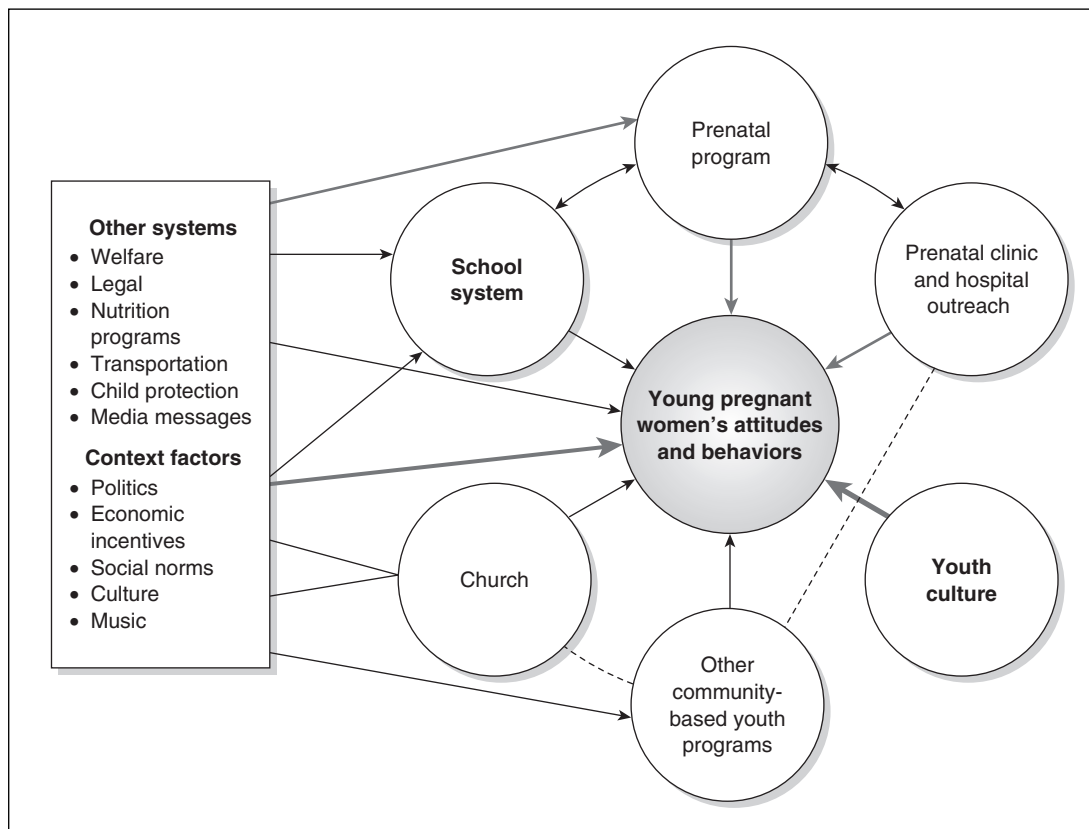 Other systems
• Welfare
• Legal
• Nutrition
programs
• Transportation
• Child protection
• Media messages
Context factors
• Politics
• Economic
incentives
• Social norms
• Culture
• Music
Prenatal
program
School
system
Prenatal clinic
and hospital
outreach
Young pregnant
women’s attitudes
and behaviors
Church
Youth
culture
Other
community-
based youth
programs